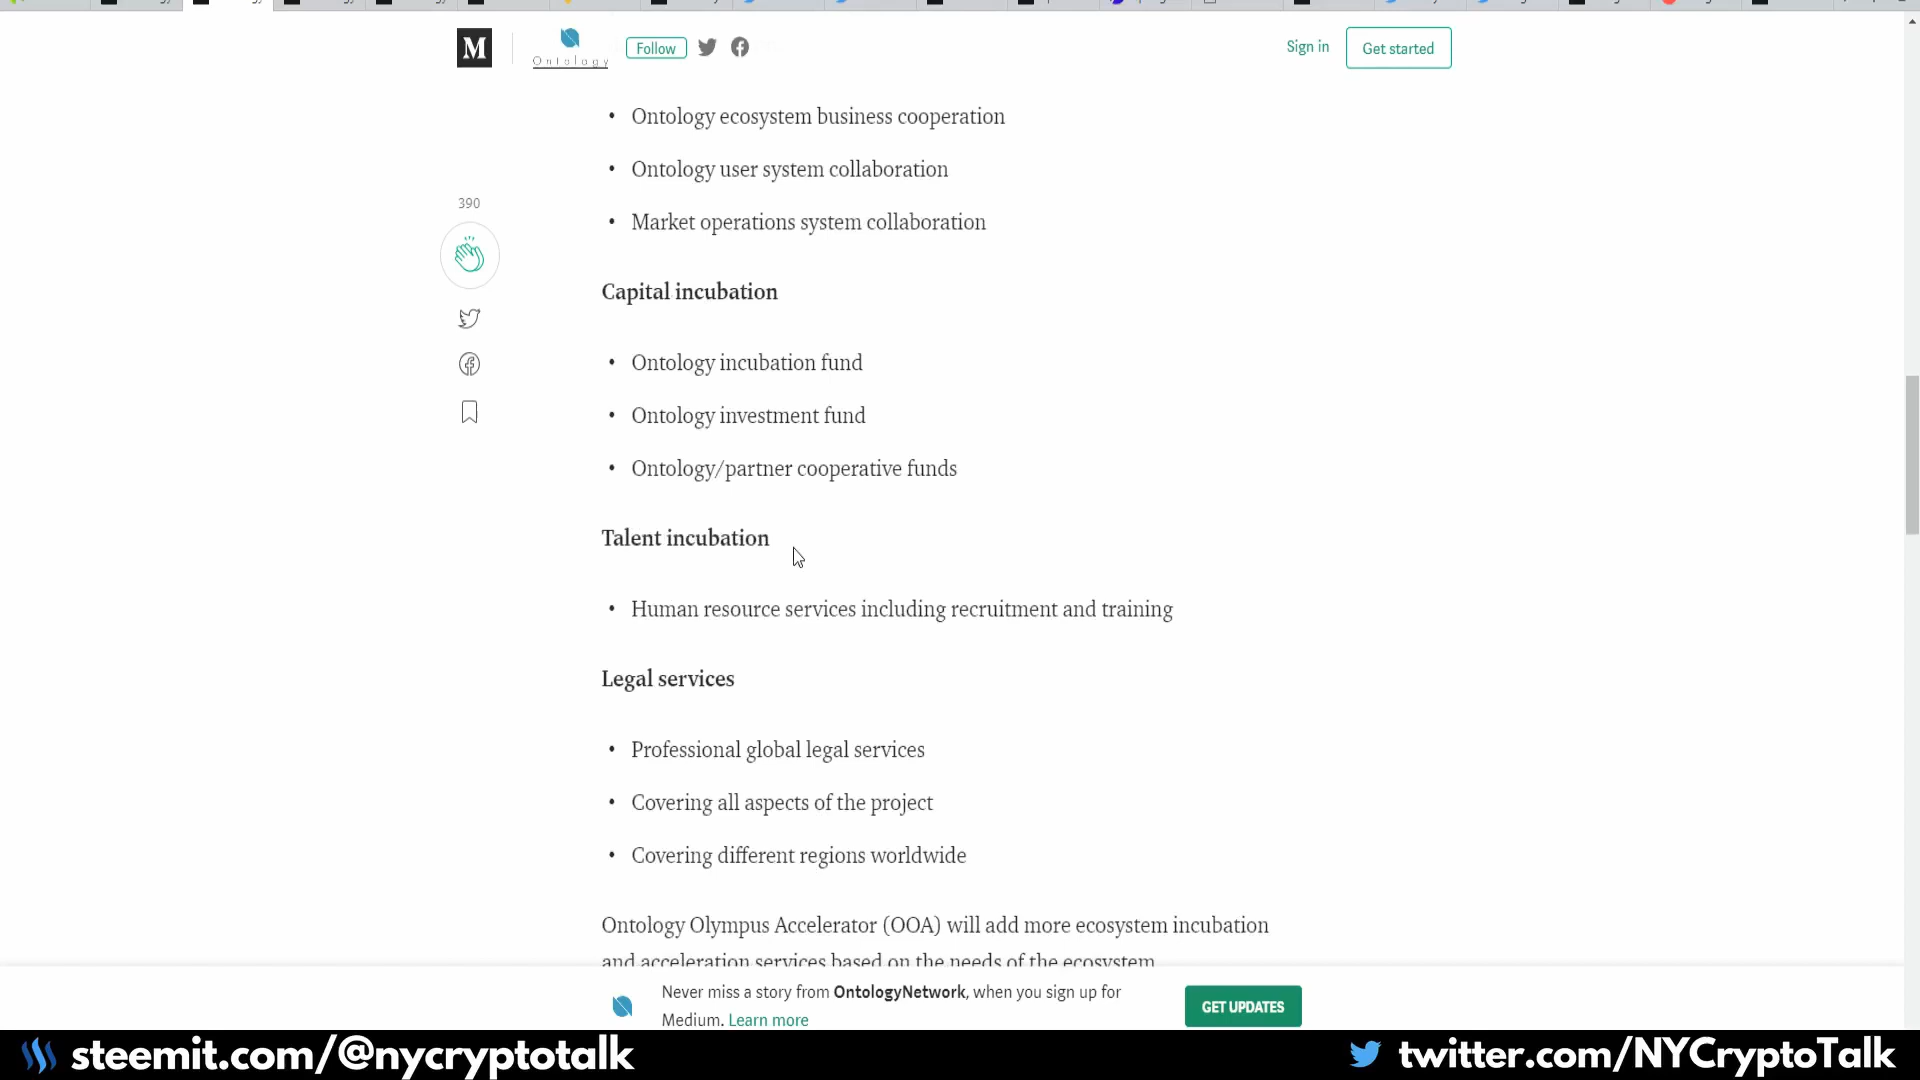 M
Ontology
Follow
Sign in
Get started
• Ontology ecosystem business cooperation
• Ontology user system collaboration
• Market operations system collaboration
390
Capital incubation
• Ontology incubation fund
• Ontology investment fund
• Ontology/partner cooperative funds
Talent incubation
• Human resource services including recruitment and training
Legal services
• Professional global legal services
• Covering all aspects of the project
• Covering different regions worldwide
Ontology Olympus Accelerator (OOA) will add more ecosystem incubation
and acceleration services based on the needs of the ecosystem
Never miss a story from OntologyNetwork, when you sign up for
Medium. Learn more
GET UPDATES
steemit.com/@nycryptotalk
twitter.com/NYCryptoTalk